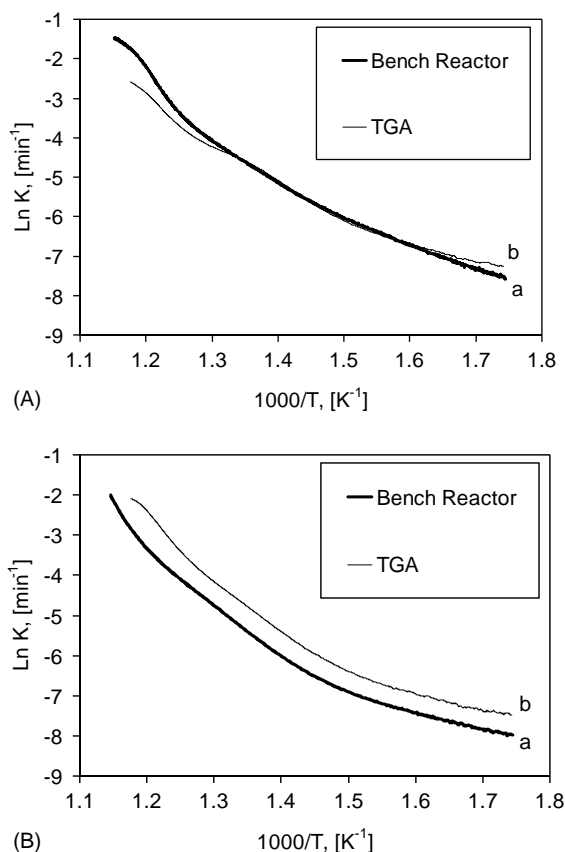 -1
-2
-3
-4
-5
-6
-7
-8
-9
Ln K, [min⁻¹]
Bench Reactor
TGA
b
a
1.1 1.2 1.3 1.4 1.5 1.6 1.7 1.8
(A)
1000/T, [K⁻¹]
-1
-2
-3
-4
-5
-6
-7
-8
-9
Ln K, [min⁻¹]
Bench Reactor
TGA
b
a
1.1 1.2 1.3 1.4 1.5 1.6 1.7 1.8
(B)
1000/T, [K⁻¹]